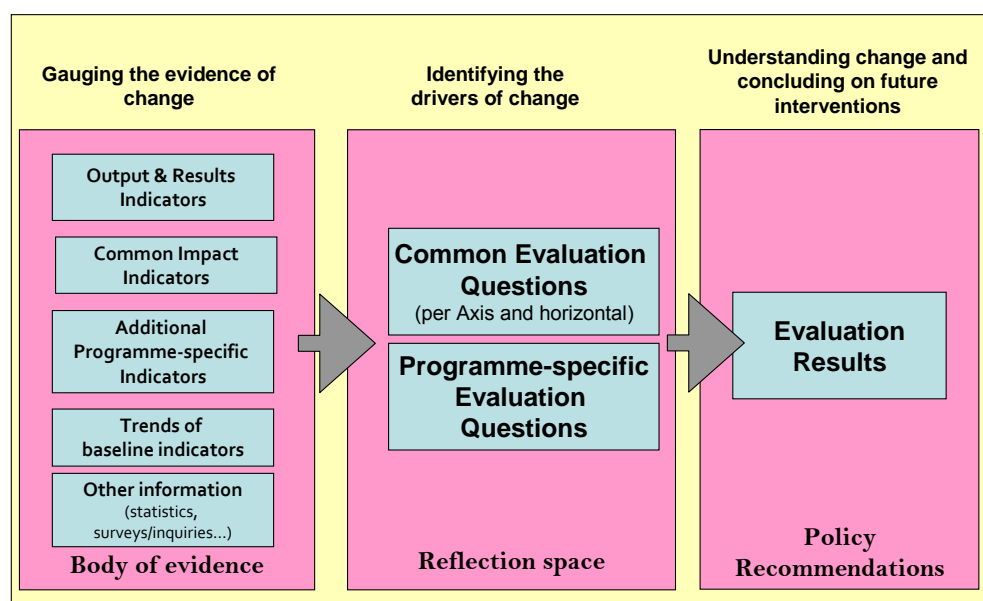 Gauging the evidence of
change
Output & Results
Indicators
Common Impact
Indicators
Additional
Programme-specific
Indicators
Trends of
baseline indicators
Other information
(statistics,
surveys/inquiries...)
Body of evidence
Identifying the
drivers of change
Common Evaluation
Questions
(per Axis and horizontal)
Programme-specific
Evaluation
Questions
Reflection space
Understanding change and
concluding on future
interventions
Evaluation
Results
Policy
Recommendations